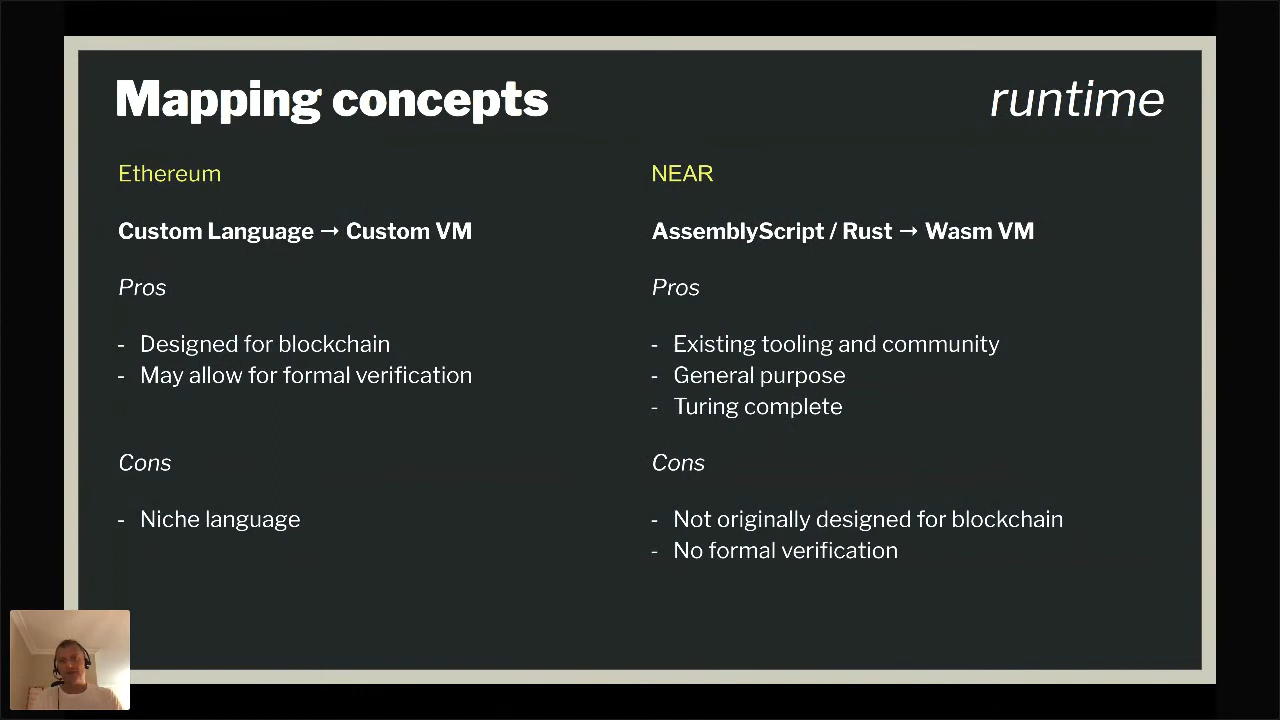 Mapping concepts
runtime
Ethereum
Custom Language → Custom VM
Pros
- Designed for blockchain
- May allow for formal verification
Cons
- Niche language
NEAR
AssemblyScript / Rust → Wasm VM
Pros
- Existing tooling and community
- General purpose
- Turing complete
Cons
- Not originally designed for blockchain
- No formal verification